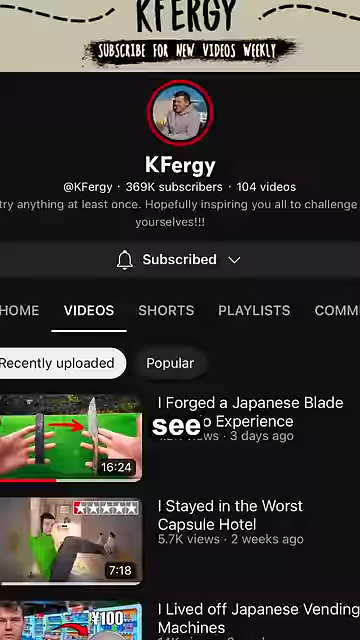 KFERGY
SUBSCRIBE FOR NEW VIDEOS WEEKLY
KFergy
@KFergy · 369K subscribers · 104 videos
try anything at least once. Hopefully inspiring you all to challenge
yourselves!!!
Subscribed
HOME VIDEOS SHORTS PLAYLISTS COMM
Recently uploaded Popular
I Forged a Japanese Blade
see Experience
3 days ago
16:24
I Stayed in the Worst
Capsule Hotel
5.7K views · 2 weeks ago
7:18
I Lived off Japanese Vending
Machines
¥100